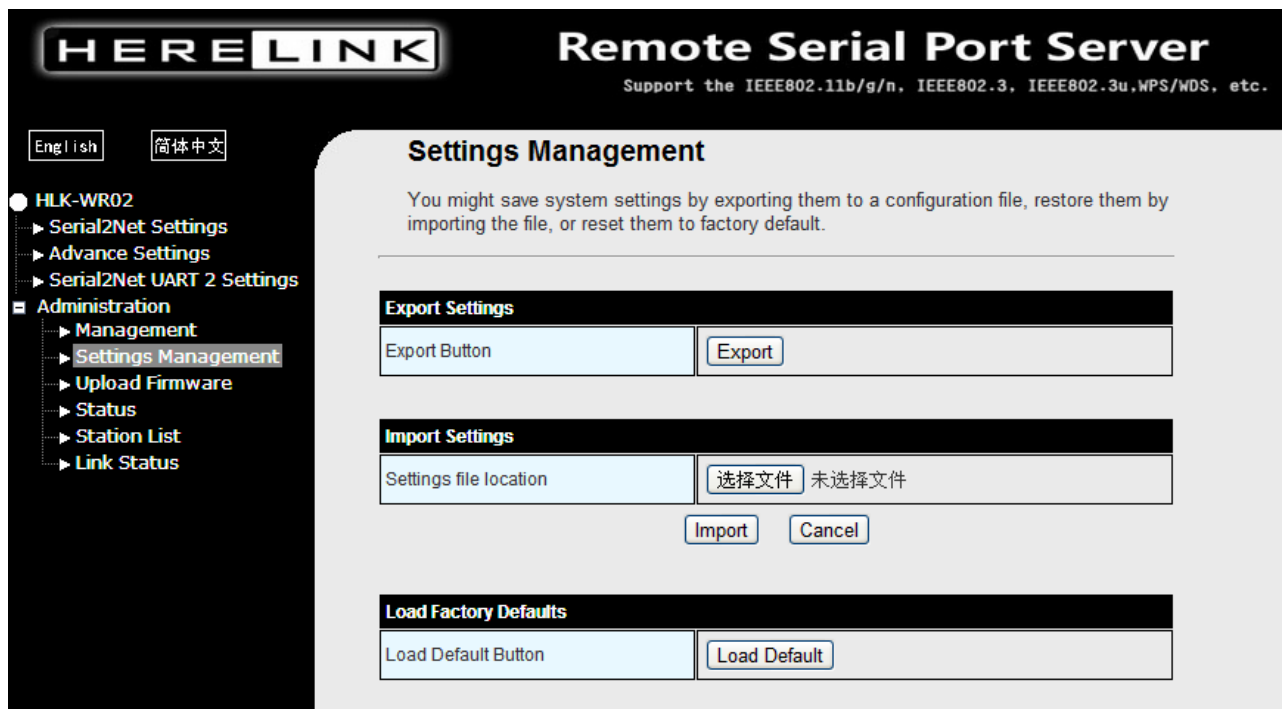 HERELINK
Remote Serial Port Server
Support the IEEE802.11b/g/n, IEEE802.3, IEEE802.3u,WPS/WDS, etc.
English 简体中文
HLK-WR02
Serial2Net Settings
Advance Settings
Serial2Net UART 2 Settings
Administration
Management
Settings Management
Upload Firmware
Status
Station List
Link Status
Settings Management
You might save system settings by exporting them to a configuration file, restore them by
importing the file, or reset them to factory default.
Export Settings
Export Button Export
Import Settings
Settings file location 选择文件 未选择文件
Import Cancel
Load Factory Defaults
Load Default Button Load Default